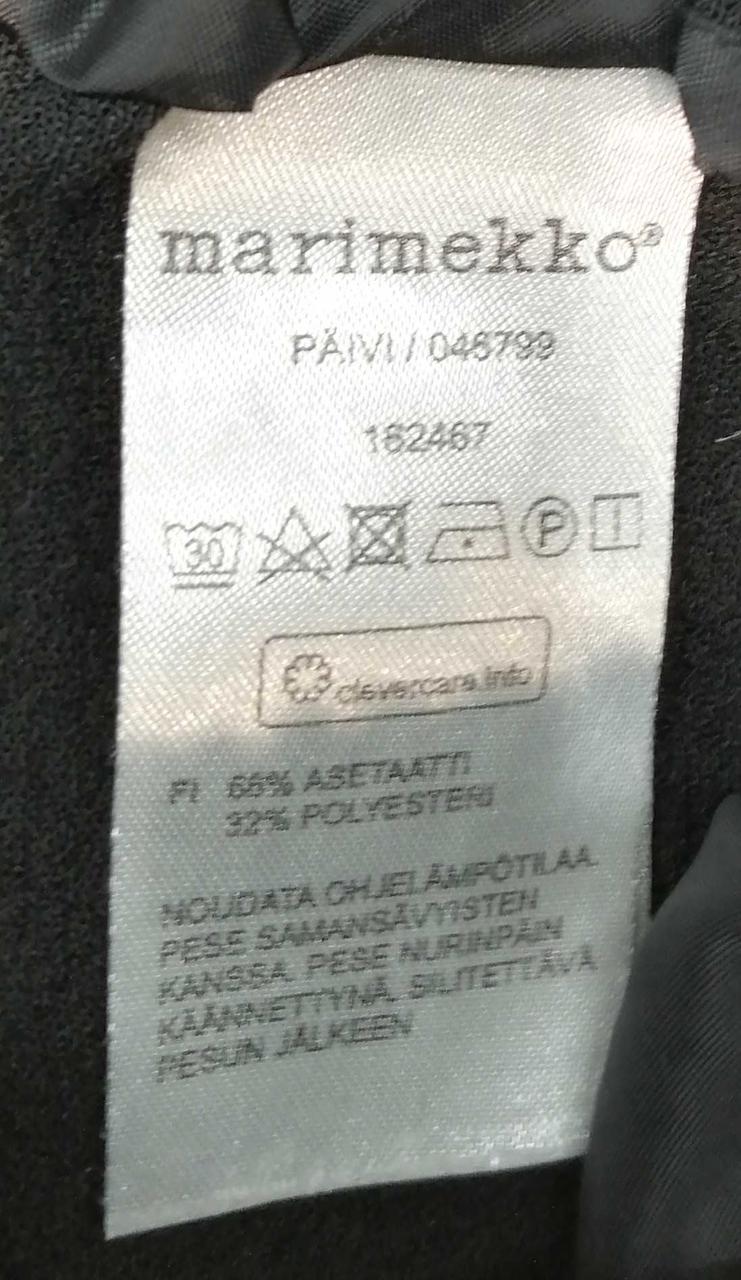 marimekko®
PÄIVI / 046799
162467
30
P
clevercare.info
FI 68% ASETAATTI
32% POLYESTERI
NOUDATA OHJELÄMPÖTILAA.
PESE SAMANSÄVYISTEN
KANSSA. PESE NURINPÄIN
KÄÄNNETTYNÄ. SILITETTÄVÄ
PESUN JÄLKEEN